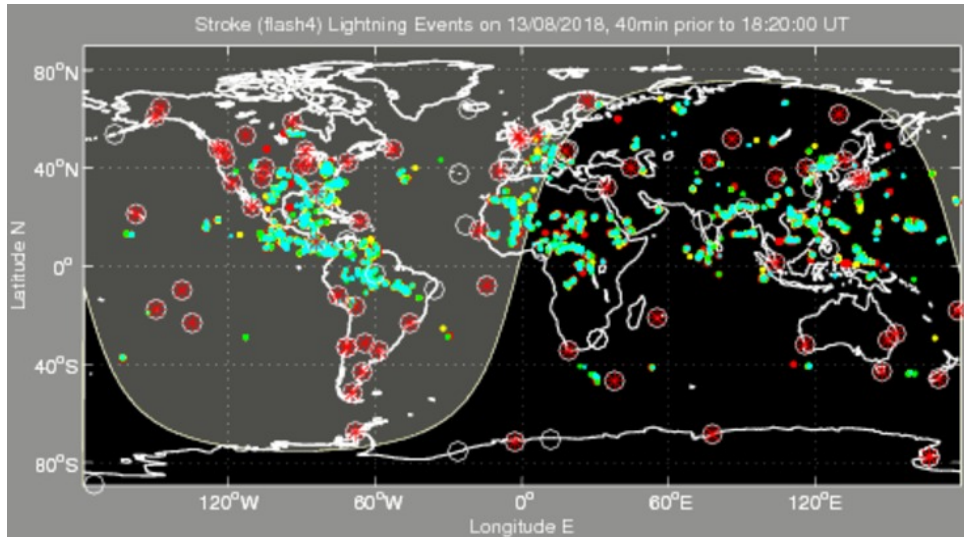 Stroke (flash4) Lightning Events on 13/08/2018, 40min prior to 18:20:00 UT
80°N
40°N
0°
40°S
80°S
Latitude N
120°W
60°W
0°
60°E
120°E
Longitude E